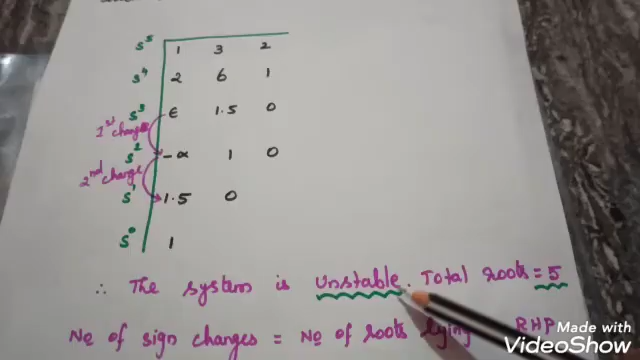 s⁵ 1 3 2
s⁴ 2 6 1
s³ ϵ 1.5 0
1st change
s² -α 1 0
2nd change
s¹ 1.5 0
s⁰ 1
∴ The system is Unstable. Total roots = 5
No of sign changes = No of roots lying RHP
Made with
VideoShow